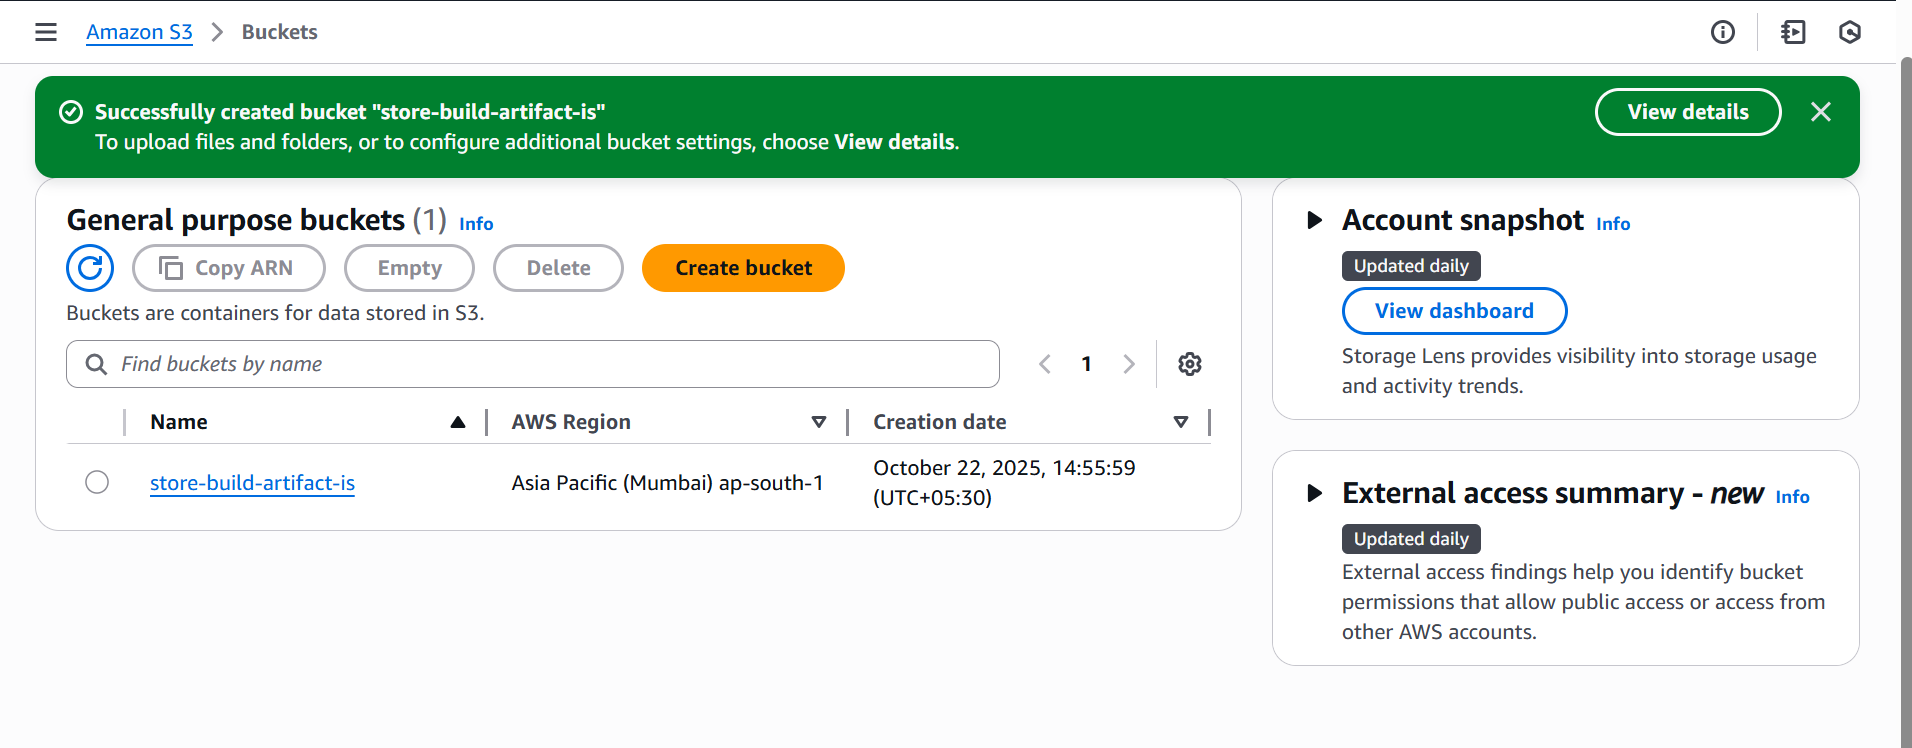 Amazon S3 > Buckets
Successfully created bucket "store-build-artifact-is"
To upload files and folders, or to configure additional bucket settings, choose View details.
View details
General purpose buckets (1) Info
Copy ARN Empty Delete Create bucket
Buckets are containers for data stored in S3.
Find buckets by name
1
Name AWS Region Creation date
store-build-artifact-is Asia Pacific (Mumbai) ap-south-1 October 22, 2025, 14:55:59
(UTC+05:30)
Account snapshot Info
Updated daily
View dashboard
Storage Lens provides visibility into storage usage
and activity trends.
External access summary - new Info
Updated daily
External access findings help you identify bucket
permissions that allow public access or access from
other AWS accounts.